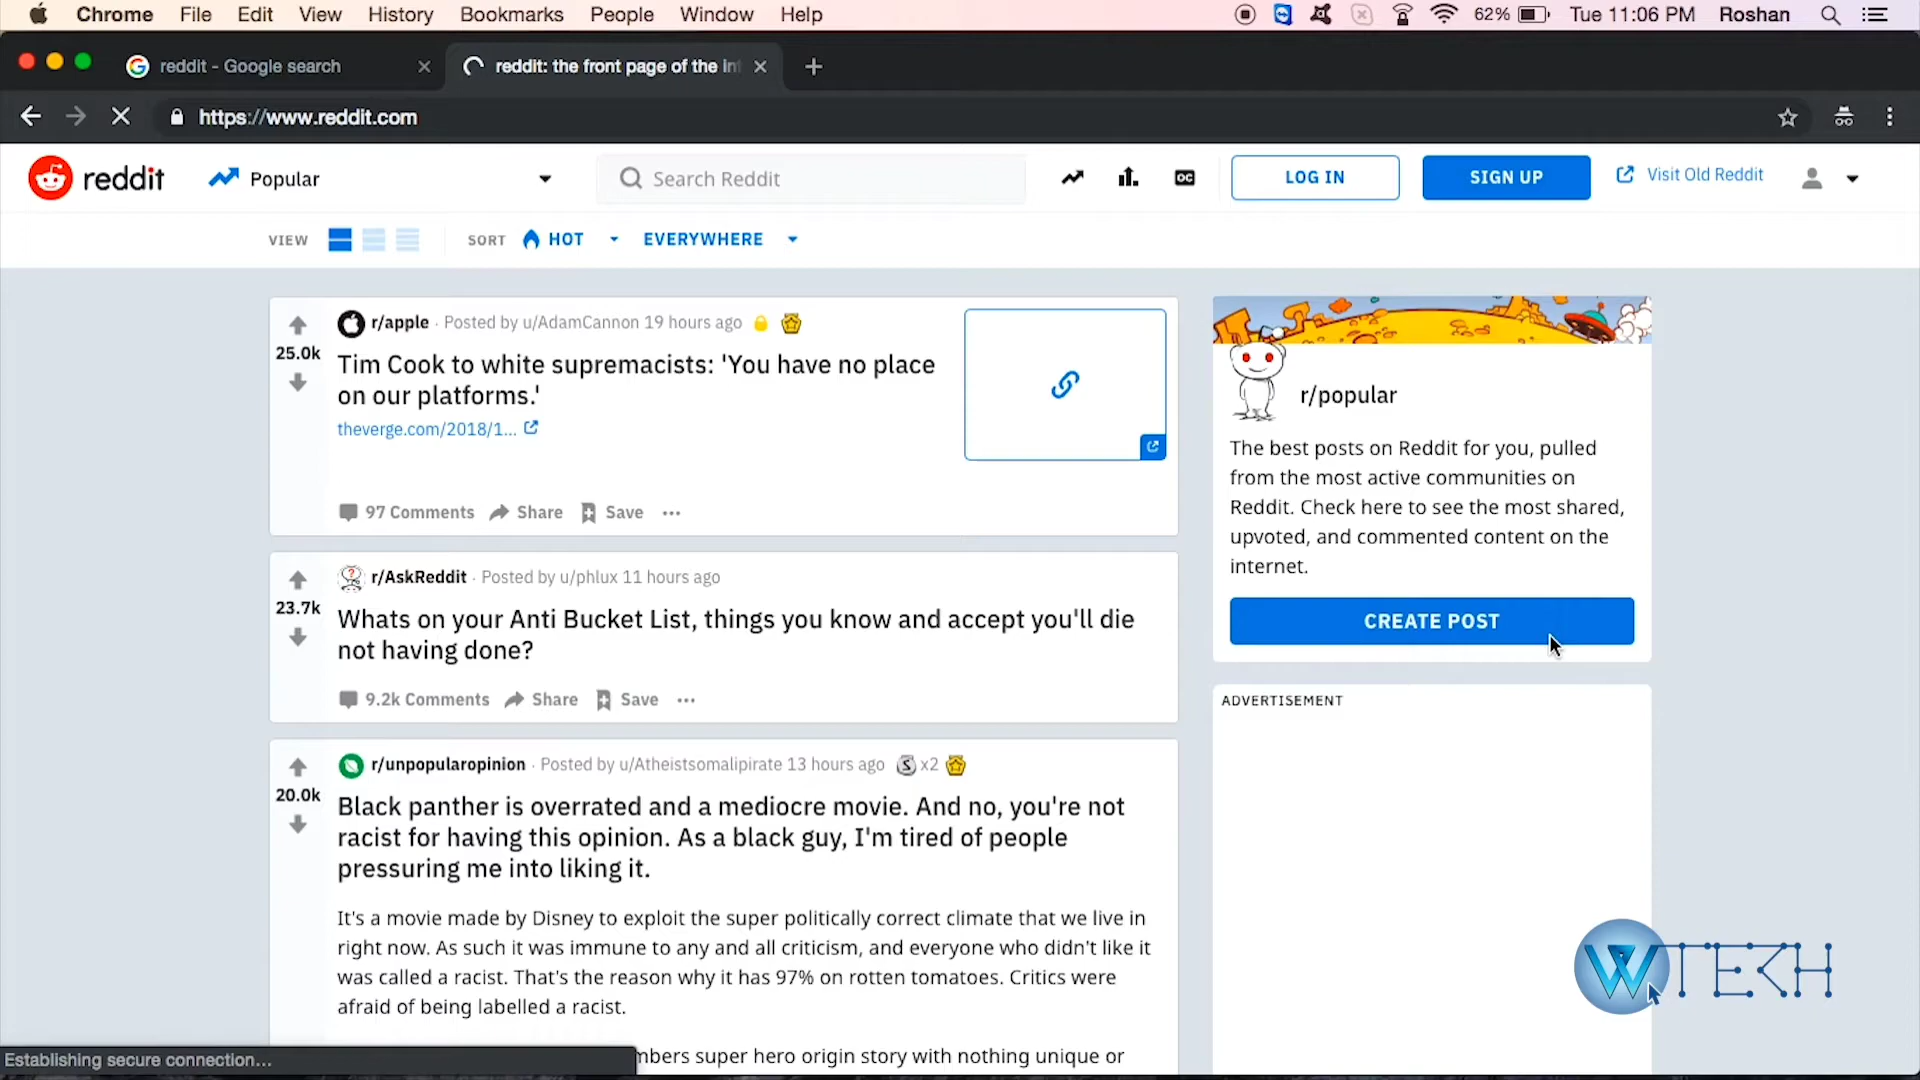 Chrome File Edit View History Bookmarks People Window Help 62% Tue 11:06 PM Roshan
reddit - Google search reddit: the front page of the in
https://www.reddit.com
reddit Popular Search Reddit OC LOG IN SIGN UP Visit Old Reddit
VIEW SORT HOT EVERYWHERE
r/apple · Posted by u/AdamCannon 19 hours ago
25.0k
Tim Cook to white supremacists: 'You have no place
on our platforms.'
theverge.com/2018/1...
97 Comments Share Save ...
r/AskReddit · Posted by u/phlux 11 hours ago
23.7k
Whats on your Anti Bucket List, things you know and accept you'll die
not having done?
9.2k Comments Share Save ...
r/unpopularopinion · Posted by u/Atheistsomalipirate 13 hours ago S x2
20.0k
Black panther is overrated and a mediocre movie. And no, you're not
racist for having this opinion. As a black guy, I'm tired of people
pressuring me into liking it.
It's a movie made by Disney to exploit the super politically correct climate that we live in
right now. As such it was immune to any and all criticism, and everyone who didn't like it
was called a racist. That's the reason why it has 97% on rotten tomatoes. Critics were
afraid of being labelled a racist.
mbers super hero origin story with nothing unique or
r/popular
The best posts on Reddit for you, pulled
from the most active communities on
Reddit. Check here to see the most shared,
upvoted, and commented content on the
internet.
CREATE POST
ADVERTISEMENT
WTECH
Establishing secure connection...